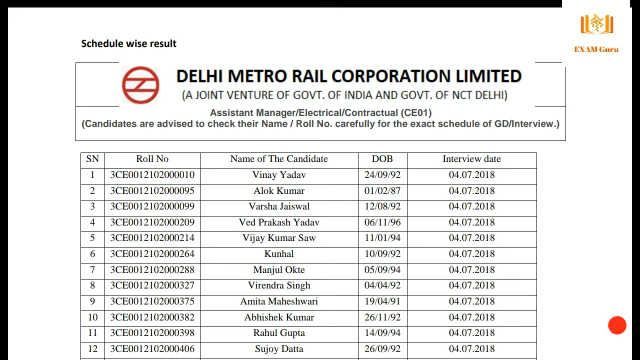 EXAM Guru
Schedule wise result
DELHI METRO RAIL CORPORATION LIMITED
(A JOINT VENTURE OF GOVT. OF INDIA AND GOVT. OF NCT DELHI)
Assistant Manager/Electrical/Contractual (CE01)
(Candidates are advised to check their Name / Roll No. carefully for the exact schedule of GD/Interview.)
SN Roll No Name of The Candidate DOB Interview date
1 3CE0012102000010 Vinay Yadav 24/09/92 04.07.2018
2 3CE0012102000095 Alok Kumar 01/02/87 04.07.2018
3 3CE0012102000099 Varsha Jaiswal 12/08/92 04.07.2018
4 3CE0012102000209 Ved Prakash Yadav 06/11/96 04.07.2018
5 3CE0012102000214 Vijay Kumar Saw 11/01/94 04.07.2018
6 3CE0012102000264 Kunhal 10/09/92 04.07.2018
7 3CE0012102000288 Manjul Okte 05/09/94 04.07.2018
8 3CE0012102000327 Virendra Singh 04/04/92 04.07.2018
9 3CE0012102000375 Amita Maheshwari 19/04/91 04.07.2018
10 3CE0012102000382 Abhishek Kumar 26/11/92 04.07.2018
11 3CE0012102000398 Rahul Gupta 14/09/94 04.07.2018
12 3CE0012102000406 Sujoy Datta 26/09/92 04.07.2018